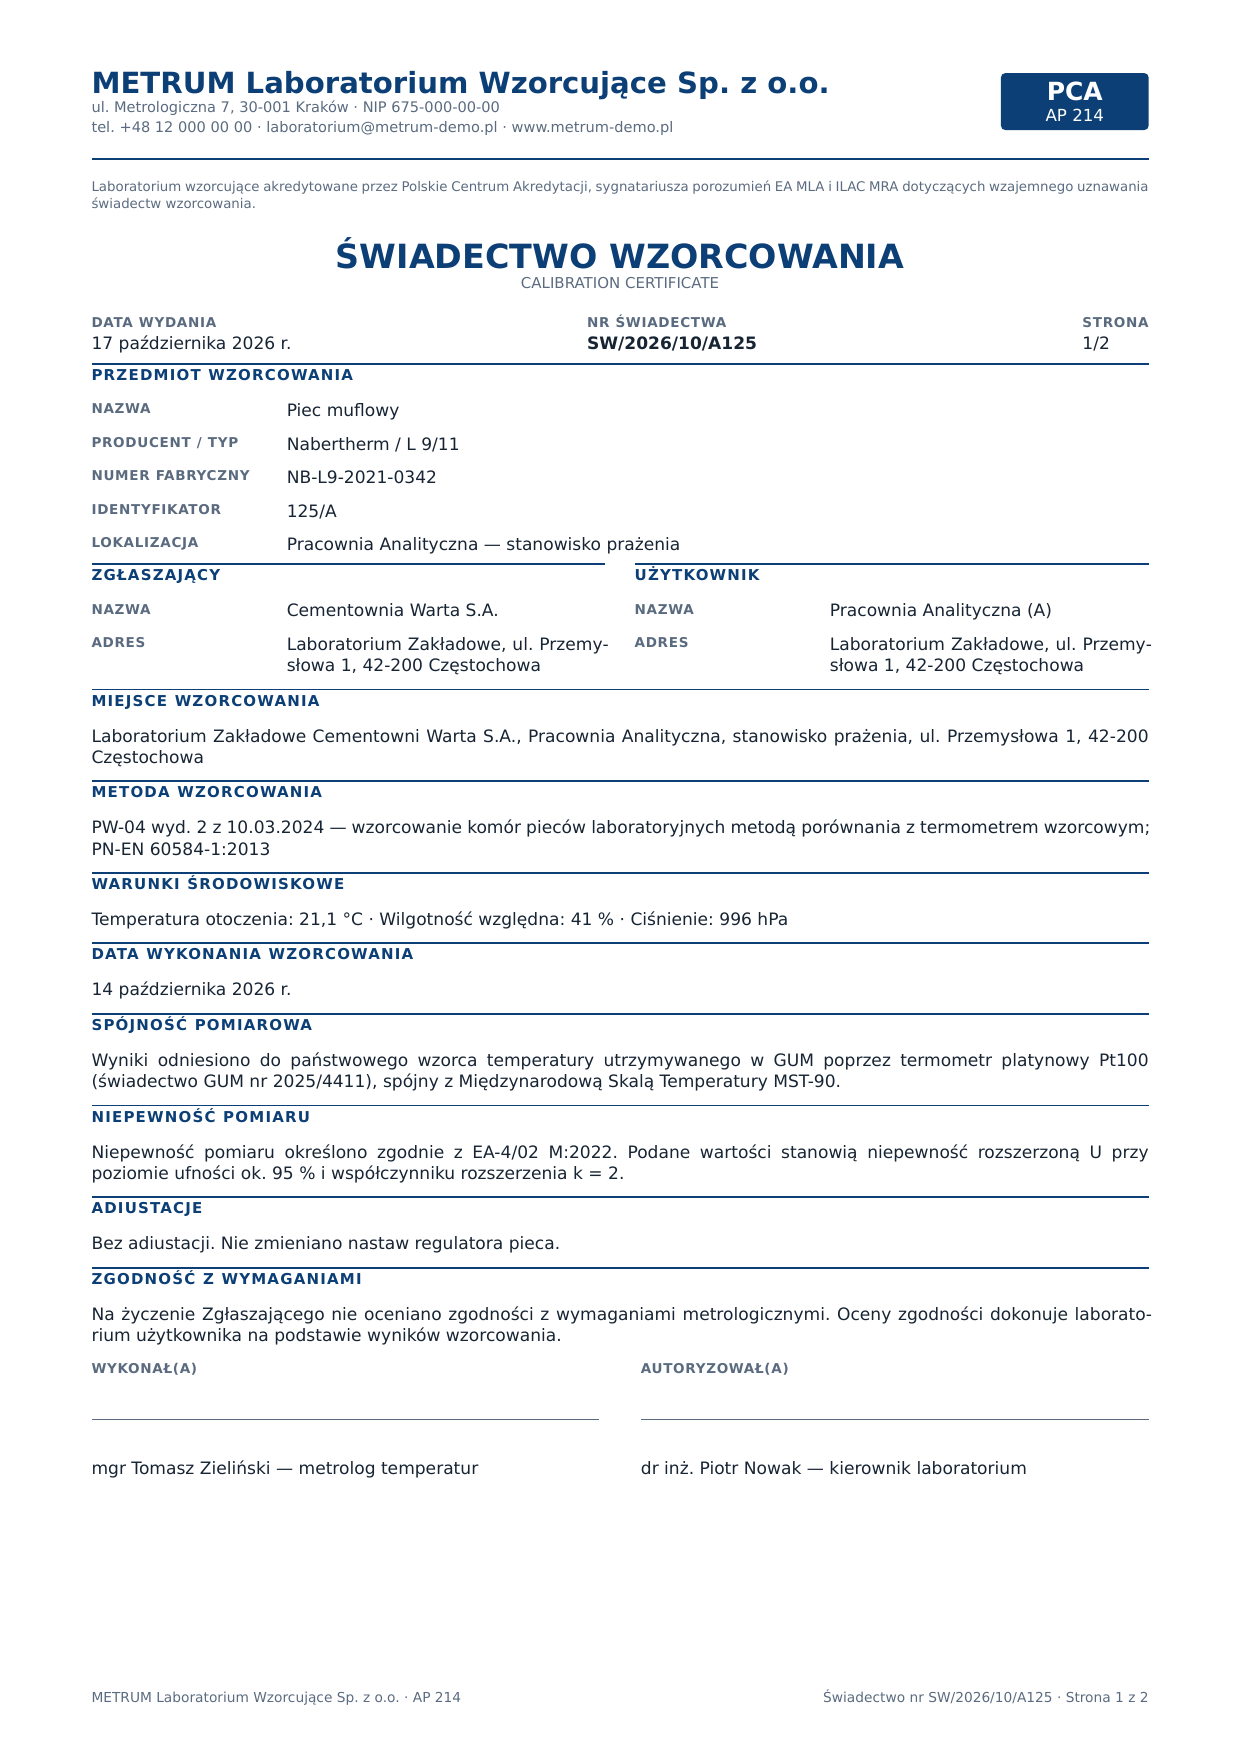 METRUM Laboratorium Wzorcujące Sp. z o.o.
ul. Metrologiczna 7, 30-001 Kraków · NIP 675-000-00-00
tel. +48 12 000 00 00 · laboratorium@metrum-demo.pl · www.metrum-demo.pl
PCA
AP 214
Laboratorium wzorcujące akredytowane przez Polskie Centrum Akredytacji, sygnatariusza porozumień EA MLA i ILAC MRA dotyczących wzajemnego uznawania
świadectw wzorcowania.
ŚWIADECTWO WZORCOWANIA
CALIBRATION CERTIFICATE
DATA WYDANIA NR ŚWIADECTWA STRONA
17 października 2026 r. SW/2026/10/A125 1/2
PRZEDMIOT WZORCOWANIA
NAZWA Piec muflowy
PRODUCENT / TYP Nabertherm / L 9/11
NUMER FABRYCZNY NB-L9-2021-0342
IDENTYFIKATOR 125/A
LOKALIZACJA Pracownia Analityczna — stanowisko prażenia
ZGŁASZAJĄCY
NAZWA Cementownia Warta S.A.
ADRES Laboratorium Zakładowe, ul. Przemy-
słowa 1, 42-200 Częstochowa
UŻYTKOWNIK
NAZWA Pracownia Analityczna (A)
ADRES Laboratorium Zakładowe, ul. Przemy-
słowa 1, 42-200 Częstochowa
MIEJSCE WZORCOWANIA
Laboratorium Zakładowe Cementowni Warta S.A., Pracownia Analityczna, stanowisko prażenia, ul. Przemysłowa 1, 42-200
Częstochowa
METODA WZORCOWANIA
PW-04 wyd. 2 z 10.03.2024 — wzorcowanie komór pieców laboratoryjnych metodą porównania z termometrem wzorcowym;
PN-EN 60584-1:2013
WARUNKI ŚRODOWISKOWE
Temperatura otoczenia: 21,1 °C · Wilgotność względna: 41 % · Ciśnienie: 996 hPa
DATA WYKONANIA WZORCOWANIA
14 października 2026 r.
SPÓJNOŚĆ POMIAROWA
Wyniki odniesiono do państwowego wzorca temperatury utrzymywanego w GUM poprzez termometr platynowy Pt100
(świadectwo GUM nr 2025/4411), spójny z Międzynarodową Skalą Temperatury MST-90.
NIEPEWNOŚĆ POMIARU
Niepewność pomiaru określono zgodnie z EA-4/02 M:2022. Podane wartości stanowią niepewność rozszerzoną U przy
poziomie ufności ok. 95 % i współczynniku rozszerzenia k = 2.
ADIUSTACJE
Bez adiustacji. Nie zmieniano nastaw regulatora pieca.
ZGODNOŚĆ Z WYMAGANIAMI
Na życzenie Zgłaszającego nie oceniano zgodności z wymaganiami metrologicznymi. Oceny zgodności dokonuje laborato-
rium użytkownika na podstawie wyników wzorcowania.
WYKONAŁ(A) AUTORYZOWAŁ(A)
mgr Tomasz Zieliński — metrolog temperatur dr inż. Piotr Nowak — kierownik laboratorium
METRUM Laboratorium Wzorcujące Sp. z o.o. · AP 214 Świadectwo nr SW/2026/10/A125 · Strona 1 z 2